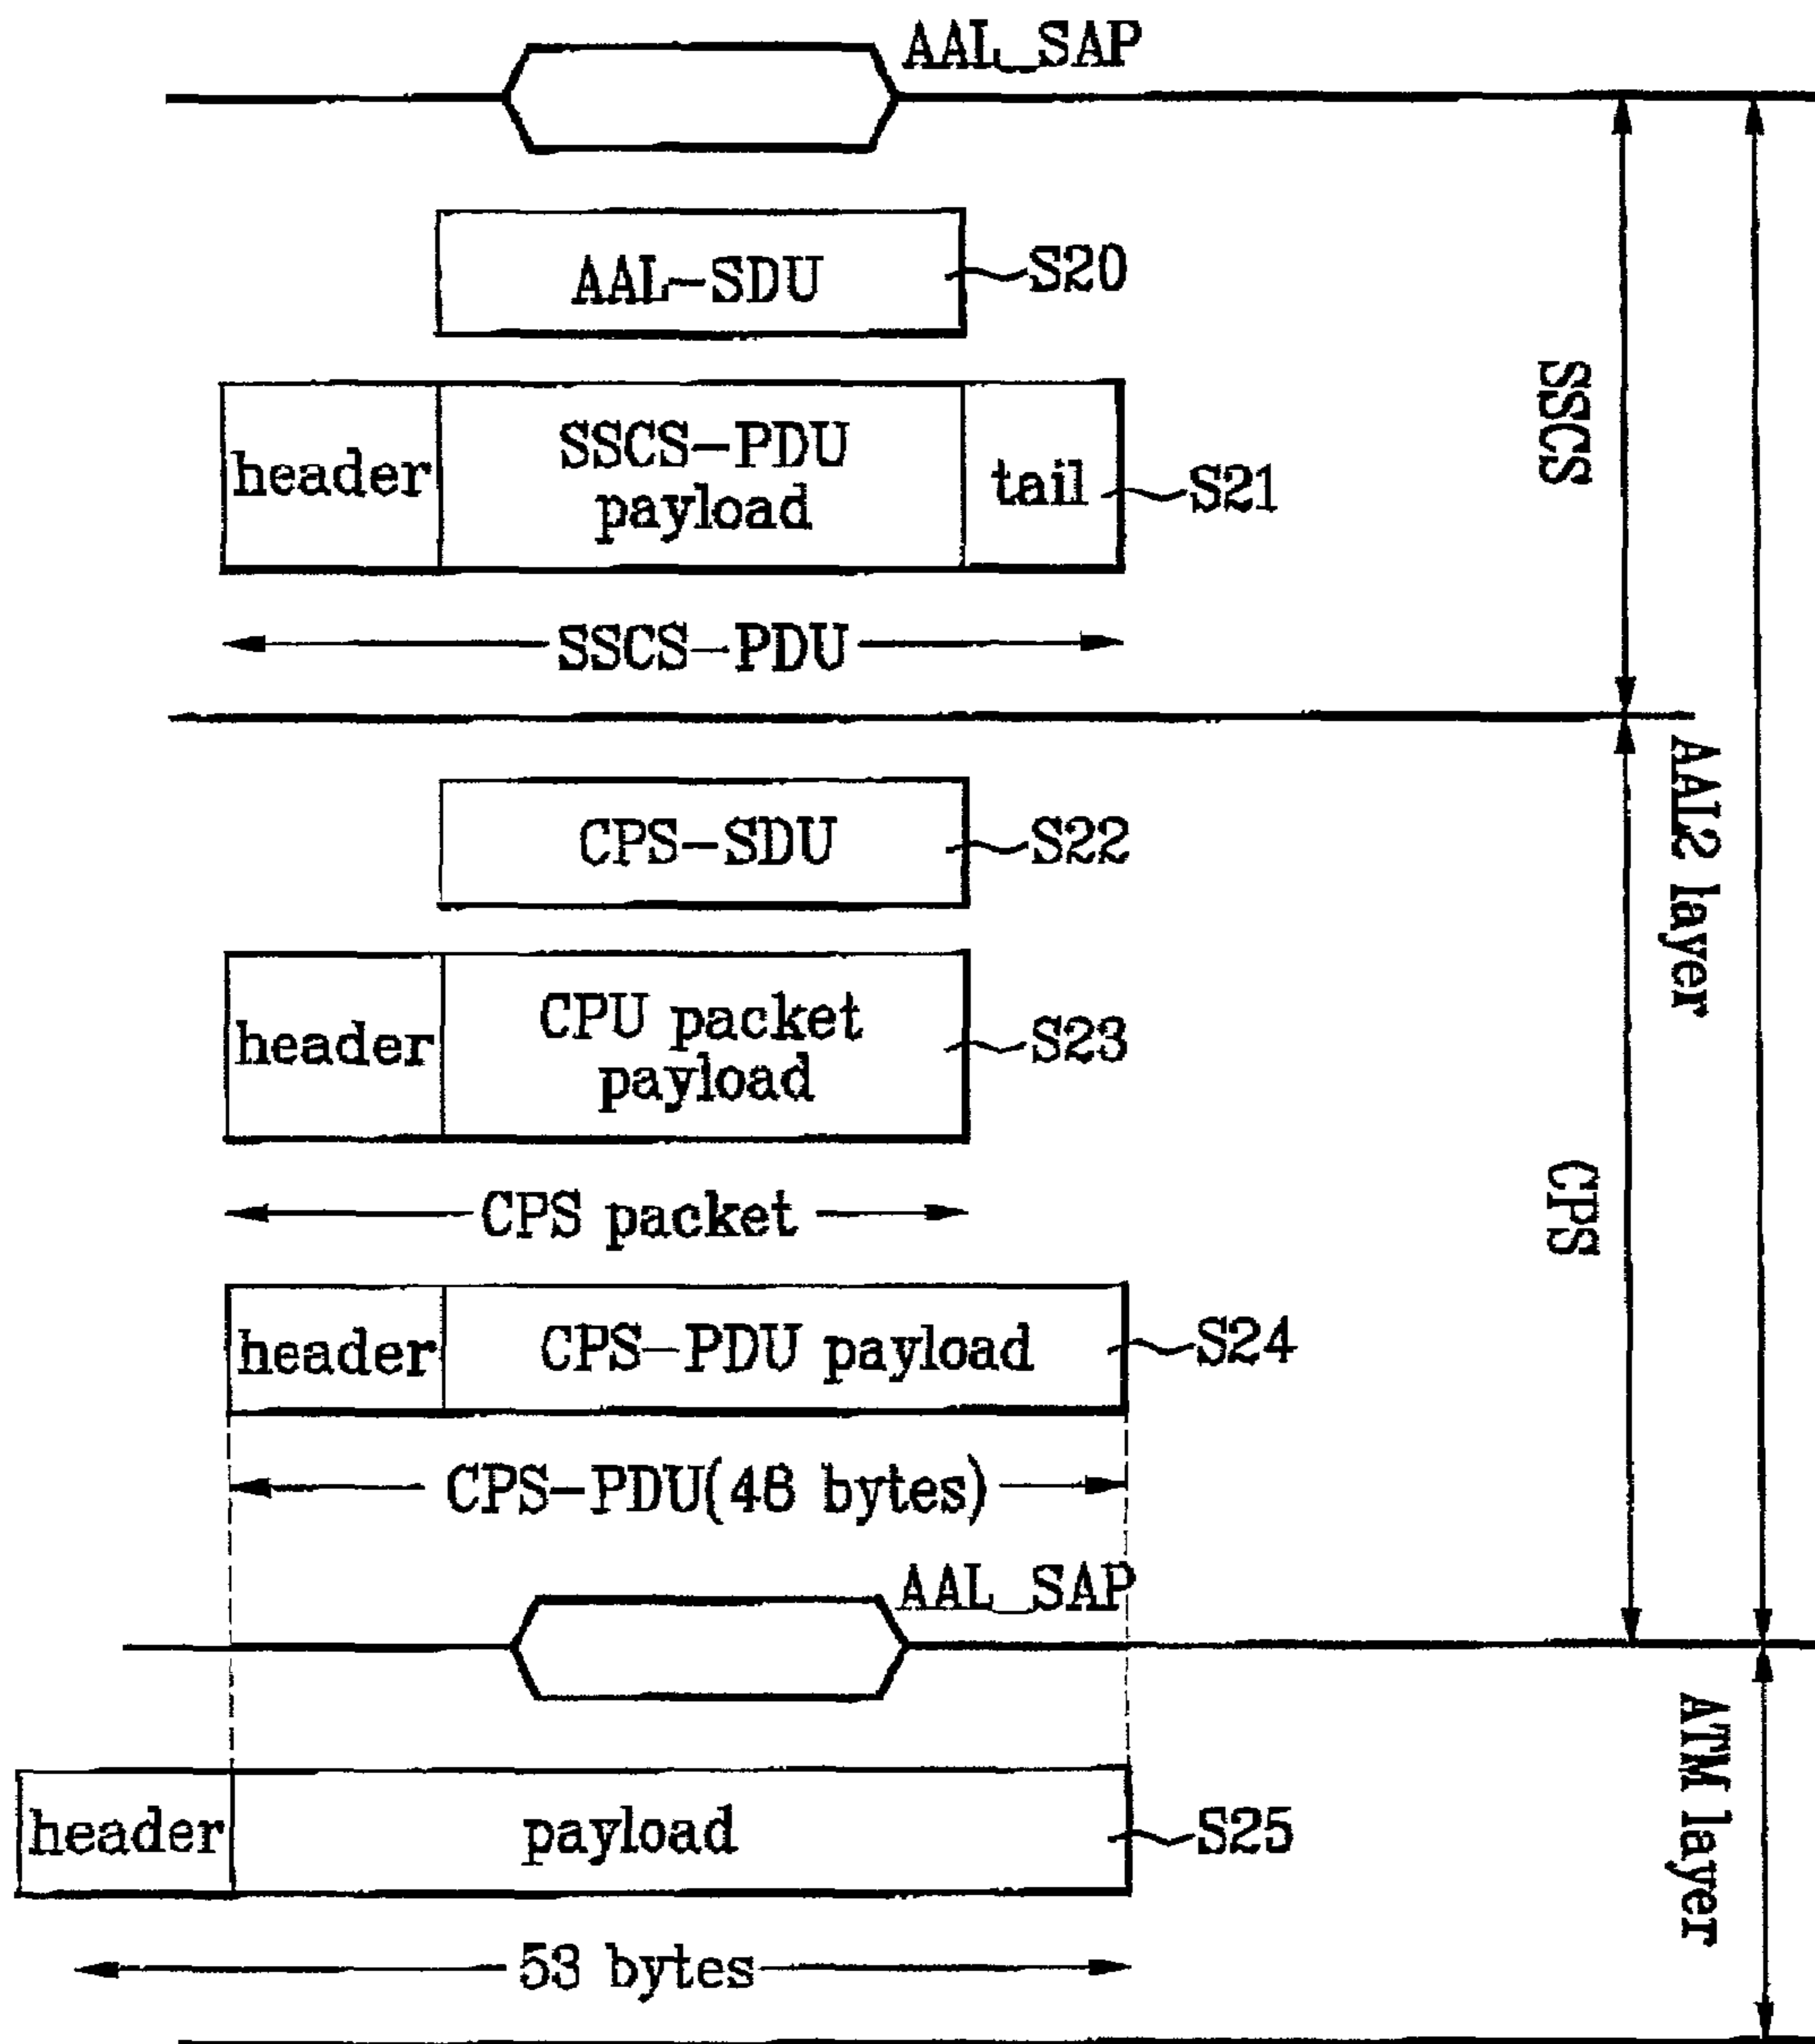 AAL_SAP
AAL-SDU
S20
header
SSCS-PDU
payload
tail
S21
SSCS-PDU
SSCS
CPS-SDU
S22
AAL2 layer
header
CPU packet
payload
S23
CPS packet
CPS
header
CPS-PDU payload
S24
CPS-PDU(48 bytes)
AAL_SAP
header
payload
S25
ATM layer
53 bytes